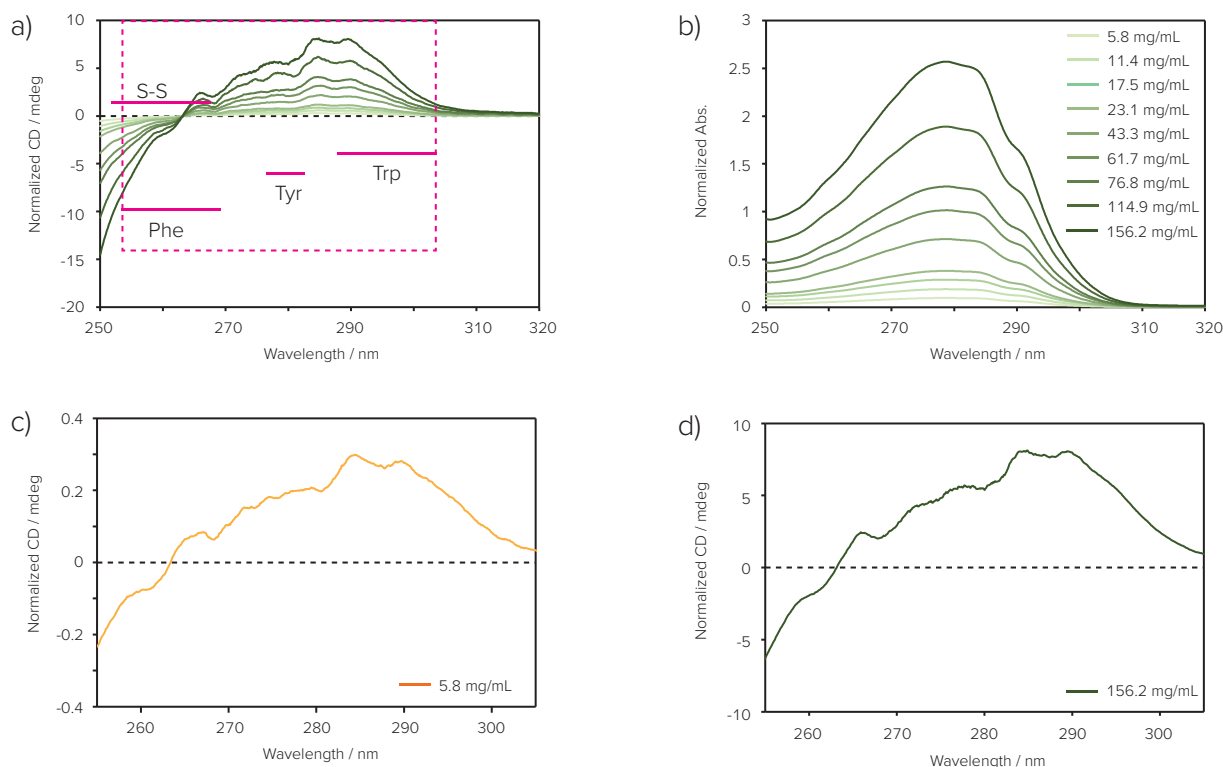 a)
Normalized CD / mdeg
10
5
0
-5
-10
-15
-20
S-S
Phe
Tyr
Trp
250
270
290
310
320
Wavelength / nm
b)
Normalized Abs.
2.5
2
1.5
1
0.5
0
5.8 mg/mL
11.4 mg/mL
17.5 mg/mL
23.1 mg/mL
43.3 mg/mL
61.7 mg/mL
76.8 mg/mL
114.9 mg/mL
156.2 mg/mL
250
270
290
310
320
Wavelength / nm
c)
Normalized CD / mdeg
0.4
0.2
0
-0.2
-0.4
5.8 mg/mL
260
270
280
290
300
Wavelength / nm
d)
Normalized CD / mdeg
10
5
0
-5
-10
156.2 mg/mL
260
270
280
290
300
Wavelength / nm